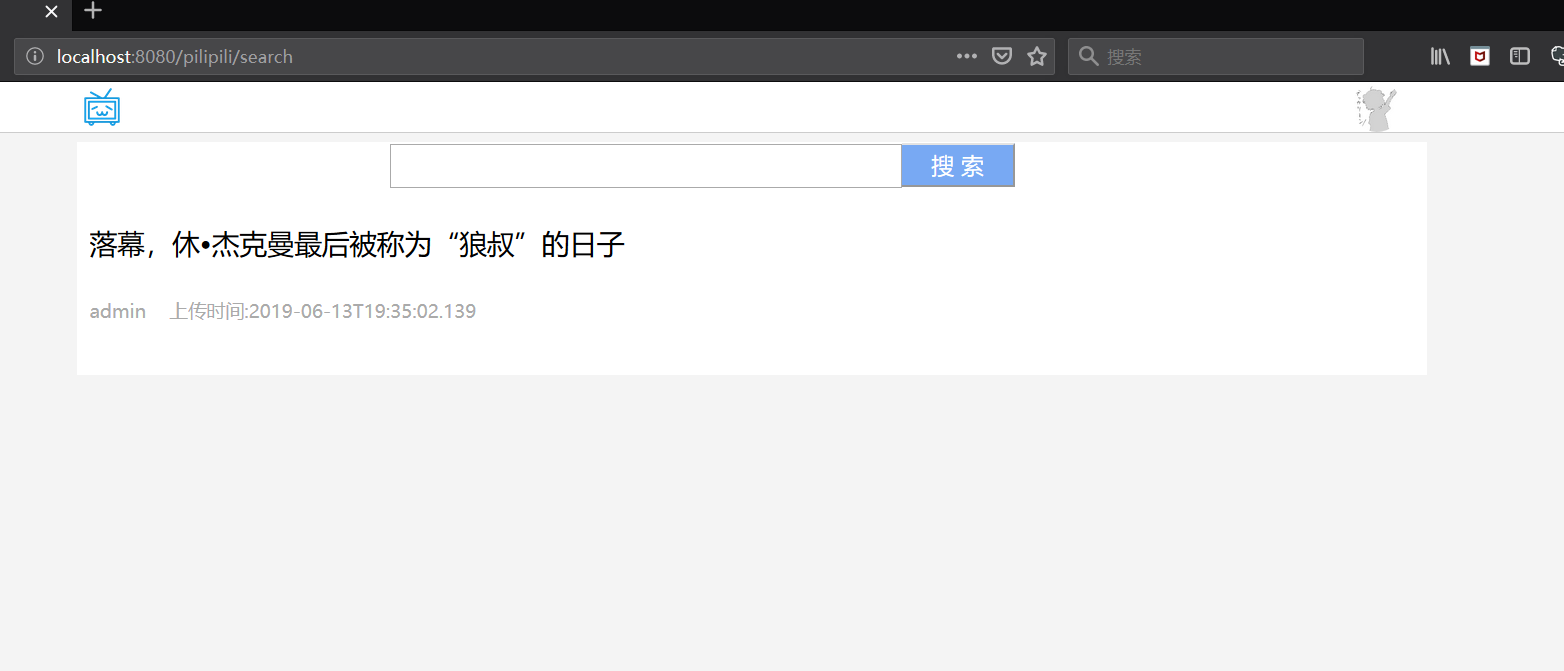 localhost:8080/pilipili/search
搜索
搜 索
落幕，休•杰克曼最后被称为“狼叔”的日子
admin 上传时间:2019-06-13T19:35:02.139